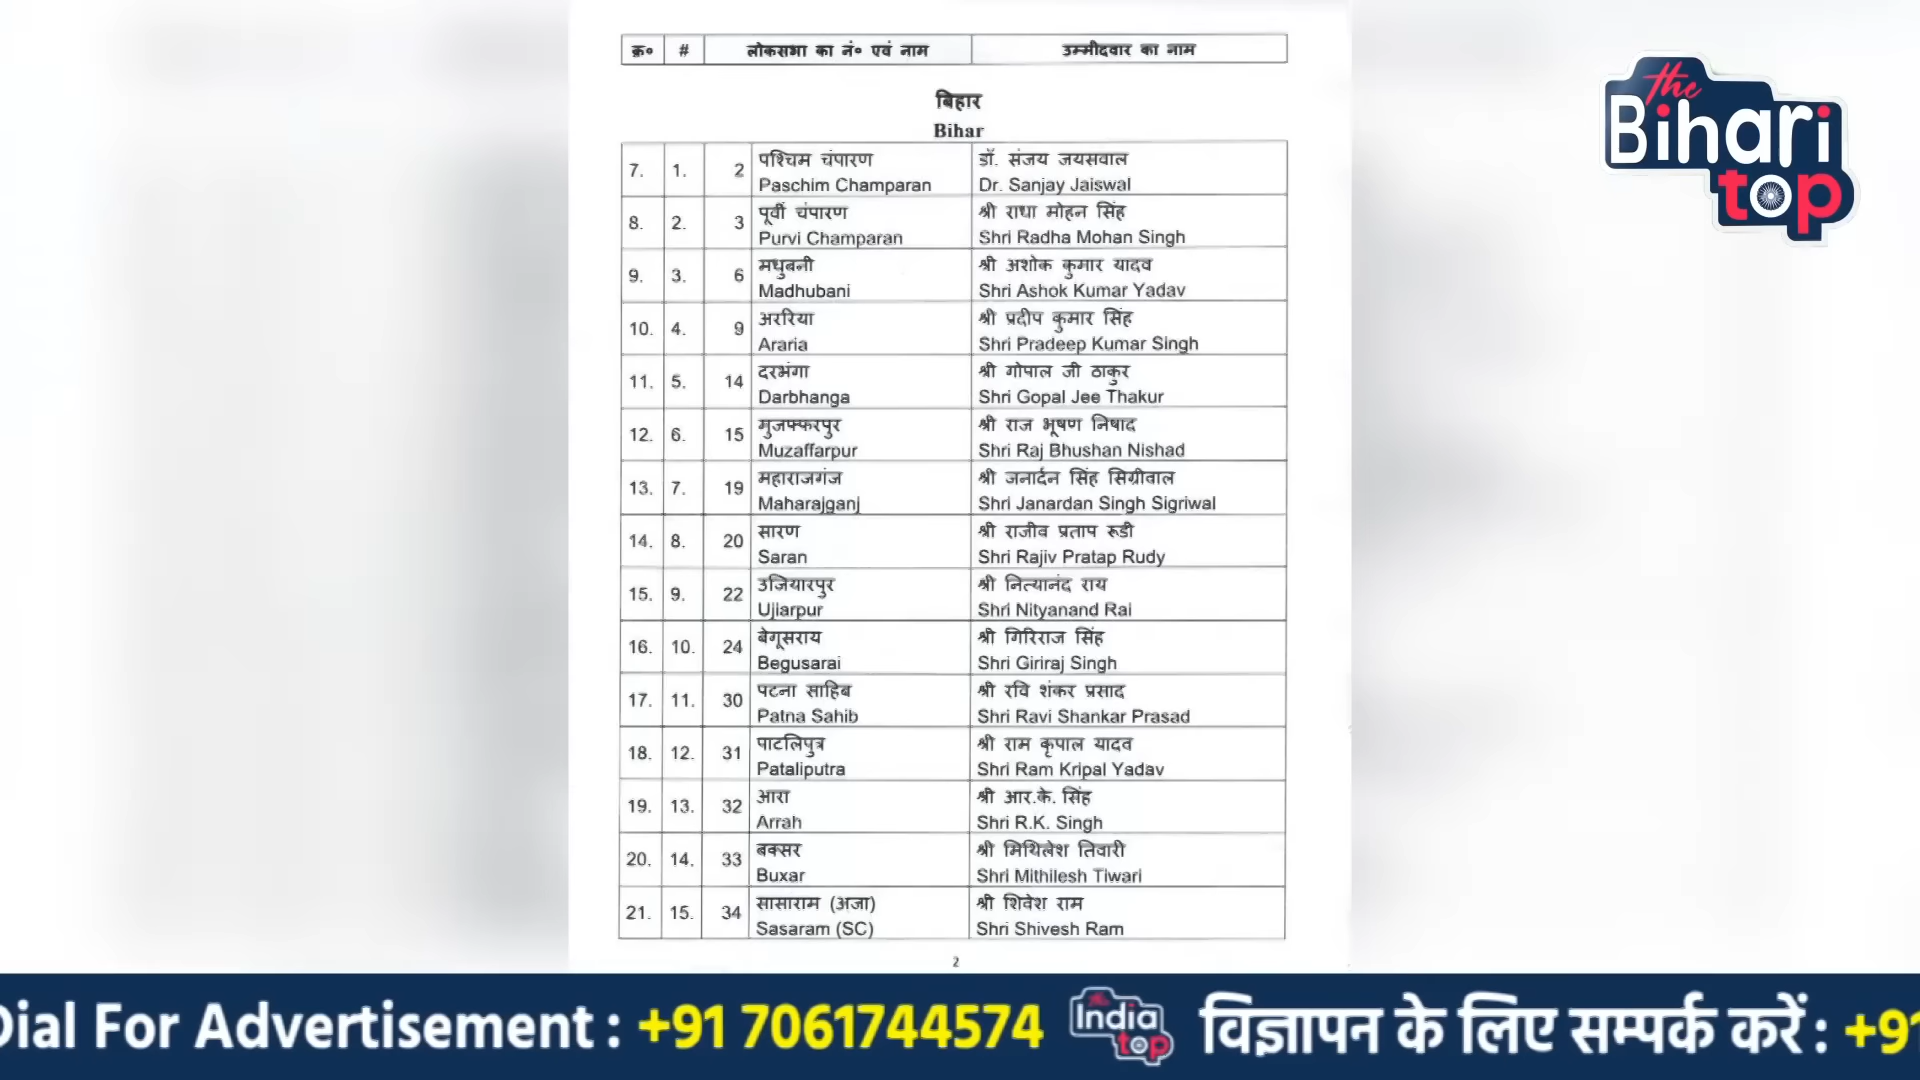 क्र० # लोकसभा का नं० एवं नाम उम्मीदवार का नाम
बिहार
Bihar
7. 1. 2 पश्चिम चंपारण डॉ. संजय जयसवाल
Paschim Champaran Dr. Sanjay Jaiswal
8. 2. 3 पूर्वी चंपारण श्री राधा मोहन सिंह
Purvi Champaran Shri Radha Mohan Singh
9. 3. 6 मधुबनी श्री अशोक कुमार यादव
Madhubani Shri Ashok Kumar Yadav
10. 4. 9 अररिया श्री प्रदीप कुमार सिंह
Araria Shri Pradeep Kumar Singh
11. 5. 14 दरभंगा श्री गोपाल जी ठाकुर
Darbhanga Shri Gopal Jee Thakur
12. 6. 15 मुजफ्फरपुर श्री राज भूषण निषाद
Muzaffarpur Shri Raj Bhushan Nishad
13. 7. 19 महाराजगंज श्री जनार्दन सिंह सिग्रीवाल
Maharajganj Shri Janardan Singh Sigriwal
14. 8. 20 सारण श्री राजीव प्रताप रूडी
Saran Shri Rajiv Pratap Rudy
15. 9. 22 उजियारपुर श्री नित्यानंद राय
Ujiarpur Shri Nityanand Rai
16. 10. 24 बेगूसराय श्री गिरिराज सिंह
Begusarai Shri Giriraj Singh
17. 11. 30 पटना साहिब श्री रवि शंकर प्रसाद
Patna Sahib Shri Ravi Shankar Prasad
18. 12. 31 पाटलिपुत्र श्री राम कृपाल यादव
Pataliputra Shri Ram Kripal Yadav
19. 13. 32 आरा श्री आर.के. सिंह
Arrah Shri R.K. Singh
20. 14. 33 बक्सर श्री मिथिलेश तिवारी
Buxar Shri Mithilesh Tiwari
21. 15. 34 सासाराम (अजा) श्री शिवेश राम
Sasaram (SC) Shri Shivesh Ram
2
the
Bihari
top
Dial For Advertisement : +91 7061744574 the India top विज्ञापन के लिए सम्पर्क करें : +91